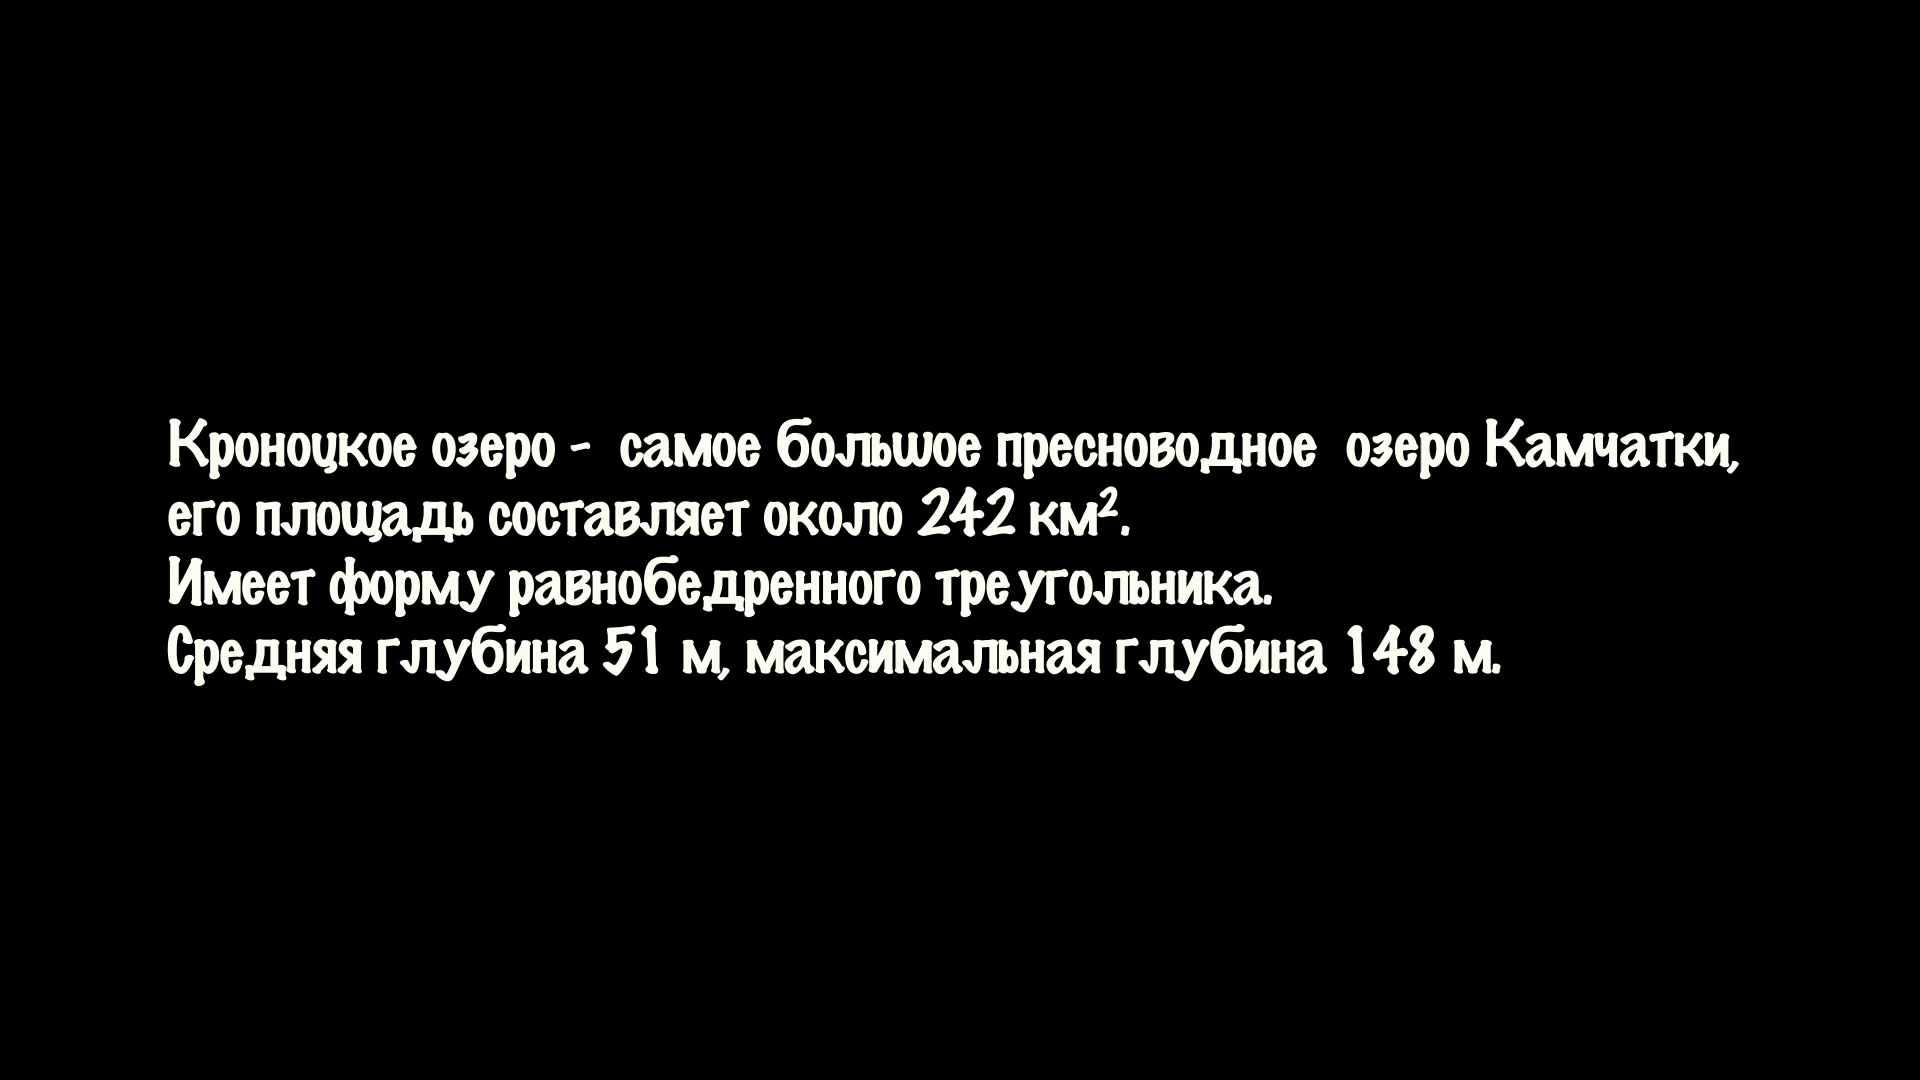 Кроноцкое озеро -  самое большое пресноводное  озеро Камчатки,
его площадь составляет около 242 км².
Имеет форму равнобедренного треугольника.
Средняя глубина 51 м, максимальная глубина 148 м.